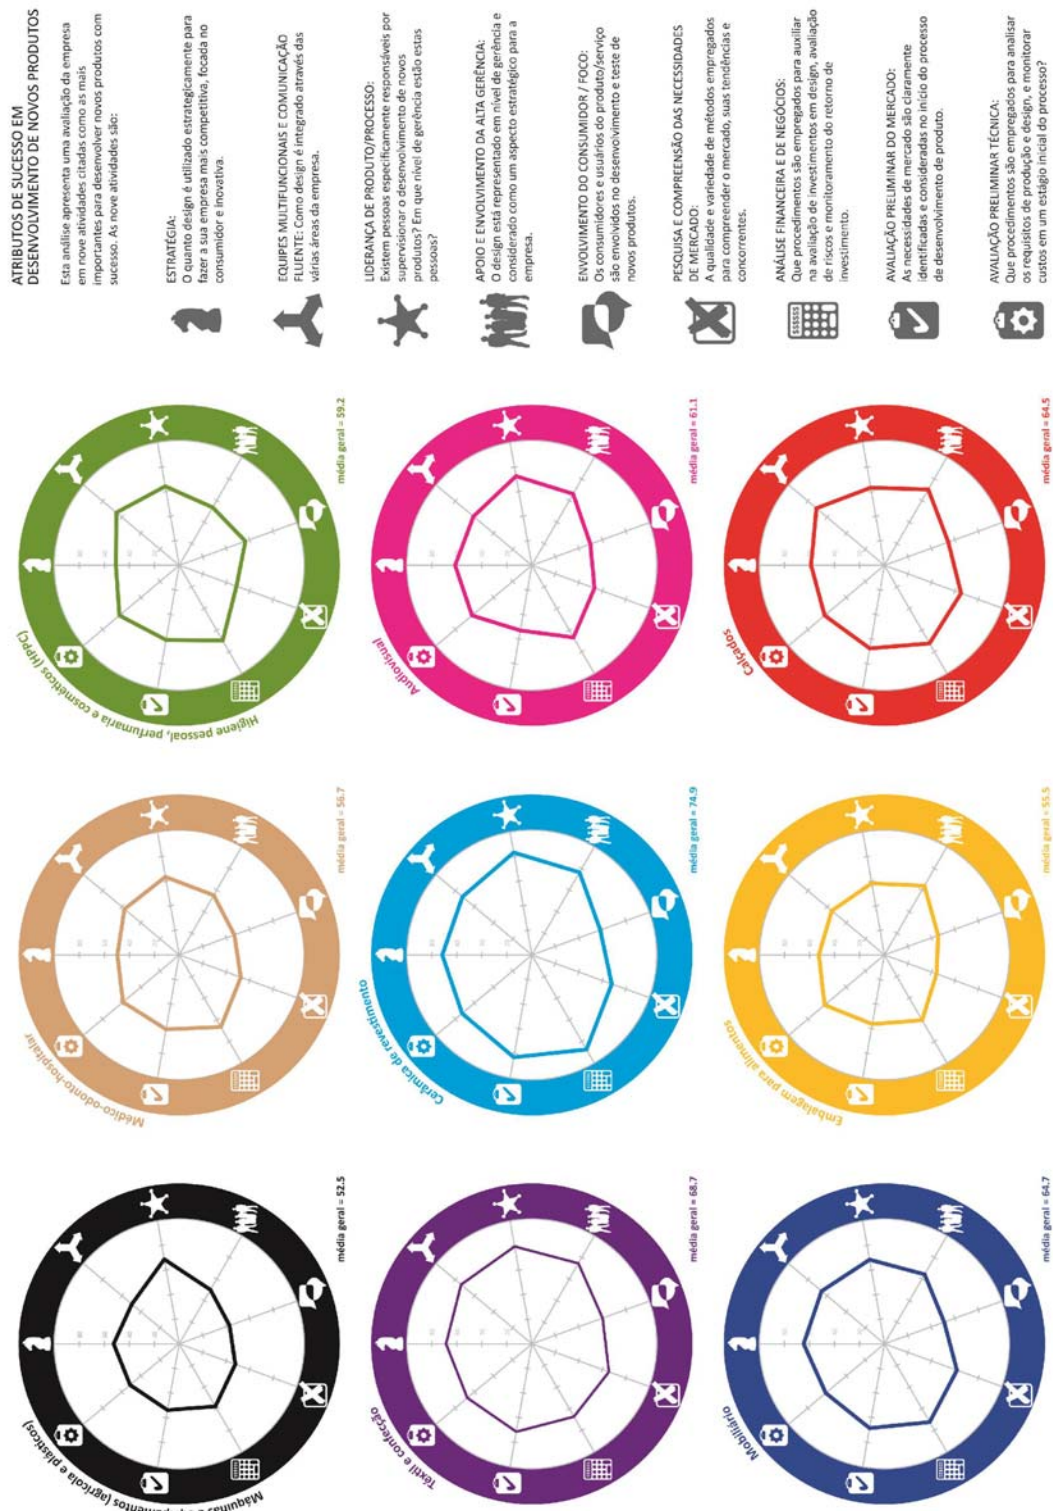 ATRIBUTOS DE SUCESSO EM
DESENVOLVIMENTO DE NOVOS PRODUTOS
Esta análise apresenta uma avaliação da empresa
em nove atividades citadas como as mais
importantes para desenvolver novos produtos com
sucesso. As nove atividades são:
ESTRATÉGIA:
O quanto design é utilizado estrategicamente para
fazer a sua empresa mais competitiva, focada no
consumidor e inovativa.
EQUIPES MULTIFUNCIONAIS E COMUNICAÇÃO
FLUENTE: Como design é integrado através das
várias áreas da empresa.
LIDERANÇA DE PRODUTO/PROCESSO:
Existem pessoas especificamente responsáveis por
supervisionar o desenvolvimento de novos
produtos? Em que nível de gerência estão estas
pessoas?
APOIO E ENVOLVIMENTO DA ALTA GERÊNCIA:
O design está representado em nível de gerência e
considerado como um aspecto estratégico para a
empresa.
ENVOLVIMENTO DO CONSUMIDOR / FOCO:
Os consumidores e usuários do produto/serviço
são envolvidos no desenvolvimento e teste de
novos produtos.
PESQUISA E COMPREENSÃO DAS NECESSIDADES
DE MERCADO:
A qualidade e variedade de métodos empregados
para compreender o mercado, suas tendências e
concorrentes.
ANÁLISE FINANCEIRA E DE NEGÓCIOS:
Que procedimentos são empregados para auxiliar
na avaliação de investimentos em design, avaliação
de riscos e monitoramento do retorno de
investimento.
AVALIAÇÃO PRELIMINAR DO MERCADO:
As necessidades de mercado são claramente
identificadas e consideradas no início do processo
de desenvolvimento de produto.
AVALIAÇÃO PRELIMINAR TÉCNICA:
Que procedimentos são empregados para analisar
os requisitos de produção e design, e monitorar
custos em um estágio inicial do processo?
Máquinas e (agrícola e plásticos)
média geral = 52.5
Médico-odonto-hospitalar
média geral = 56.7
Higiene pessoal, perfumaria e cosméticos (HPPC)
média geral = 59.2
Têxtil e confecção
média geral = 68.7
Cerâmica de revestimento
média geral = 74.9
Audiovisual
média geral = 61.1
Mobiliário
média geral = 64.7
Embalagem para alimentos
média geral = 55.5
Calçados
média geral = 64.5